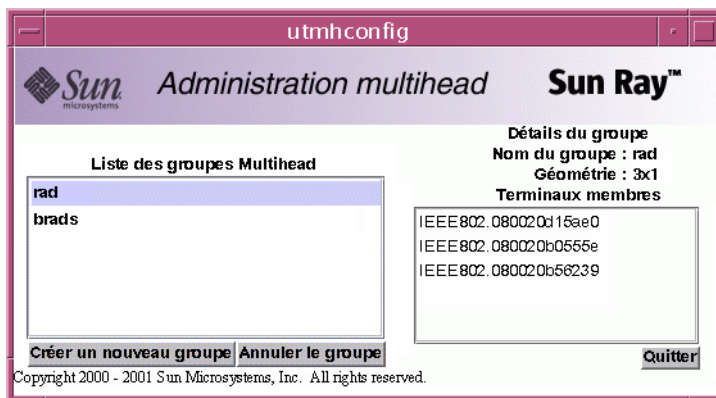 utmhconfig
Sun
microsystems
Administration multihead
Sun Ray™
Liste des groupes Multihead
rad
brads
Détails du groupe
Nom du groupe : rad
Géométrie : 3x1
Terminaux membres
IEEE802.080020d15ae0
IEEE802.080020b0555e
IEEE802.080020b56239
Créer un nouveau groupe
Annuler le groupe
Quitter
Copyright 2000 - 2001 Sun Microsystems, Inc. All rights reserved.